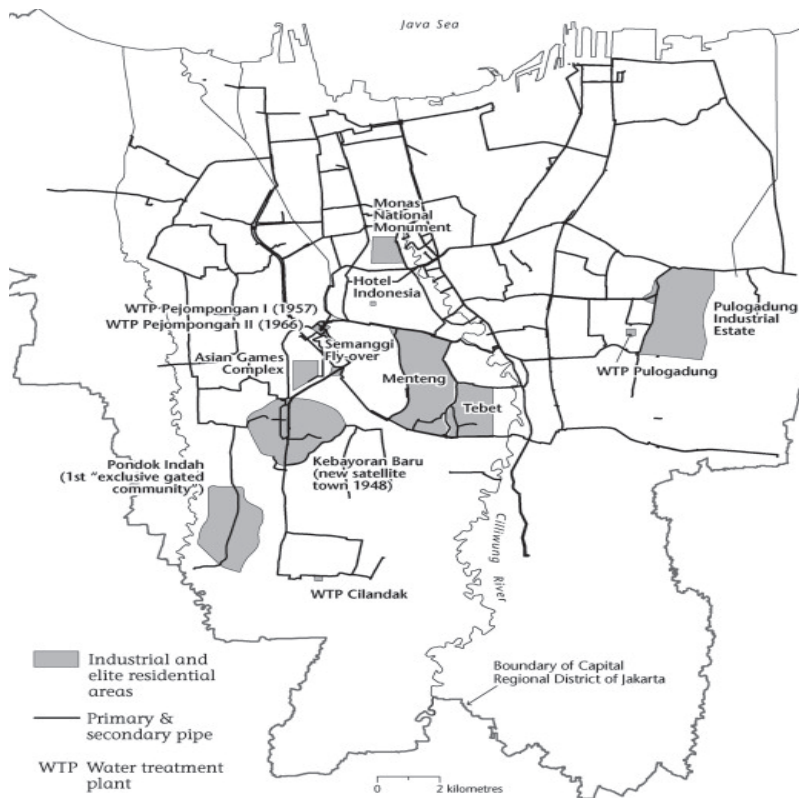 Java Sea
Monas
National
Monument
Hotel
Indonesia
WTP Pejompongan I (1957)
WTP Pejompongan II (1966)
Semanggi
Fly-over
Asian Games
Complex
Menteng
Tebet
Pulogadung
Industrial
Estate
WTP Pulogadung
Pondok Indah
(1st "exclusive gated
community")
Kebayoran Baru
(new satellite
town 1948)
Ciliwung River
WTP Cilandak
Boundary of Capital
Regional District of Jakarta
Industrial and
elite residential
areas
Primary &
secondary pipe
WTP Water treatment
plant
0 2 kilometres